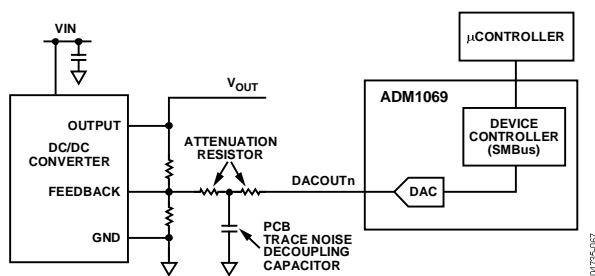 VIN
μCONTROLLER
VOUT
ADM1069
OUTPUT
DC/DC
CONVERTER
ATTENUATION
RESISTOR
DEVICE
CONTROLLER
(SMBus)
FEEDBACK
DACOUTn
DAC
GND
PCB
TRACE NOISE
DECOUPLING
CAPACITOR
04735-067